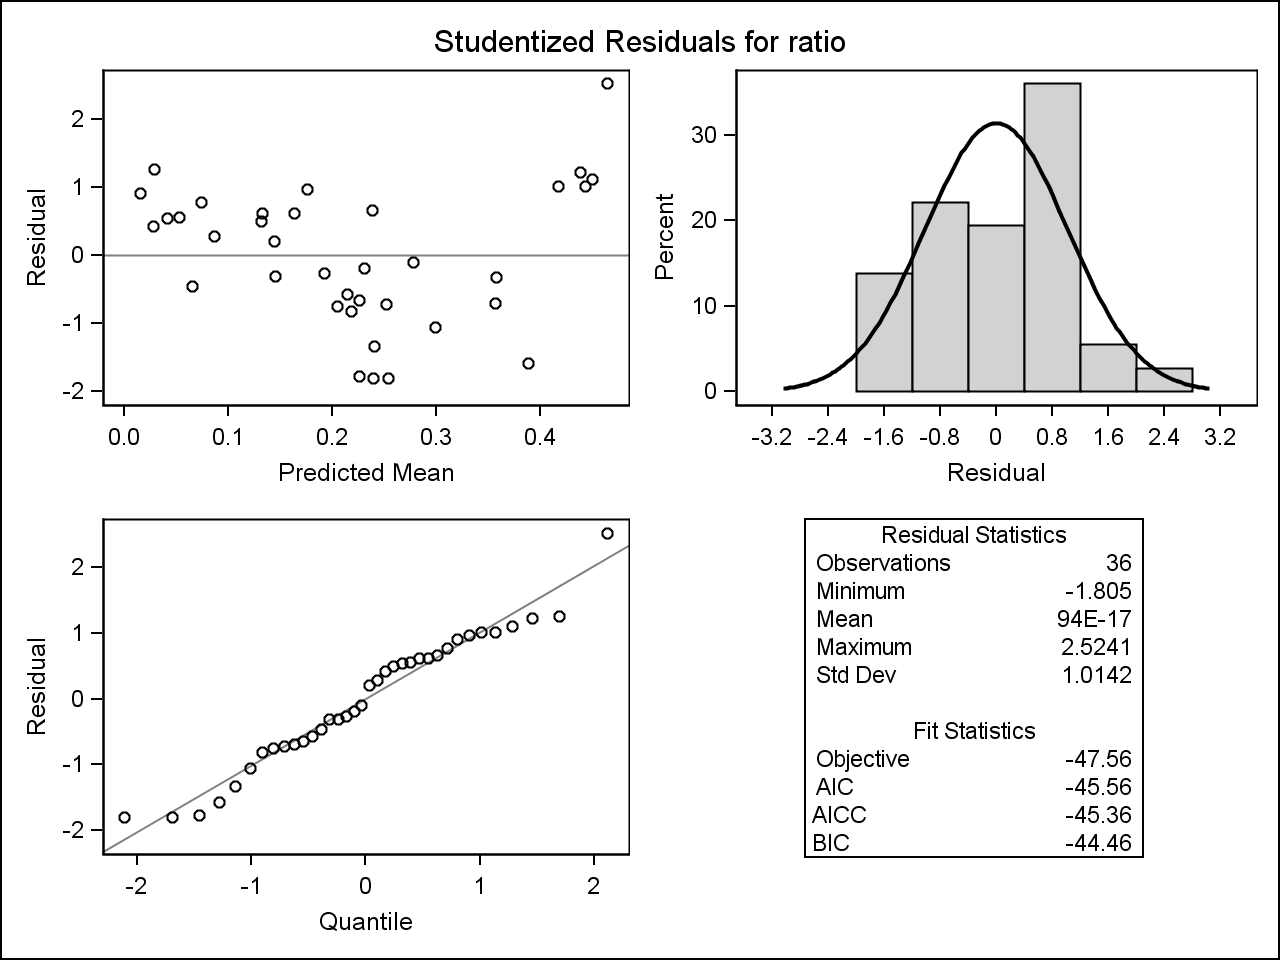 Studentized Residuals for ratio
Residual
2
1
0
-1
-2
0.0 0.1 0.2 0.3 0.4
Predicted Mean
Percent
30
20
10
0
-3.2 -2.4 -1.6 -0.8 0 0.8 1.6 2.4 3.2
Residual
Residual
2
1
0
-1
-2
-2 -1 0 1 2
Quantile
Residual Statistics
Observations 36
Minimum -1.805
Mean 94E-17
Maximum 2.5241
Std Dev 1.0142
Fit Statistics
Objective -47.56
AIC -45.56
AICC -45.36
BIC -44.46